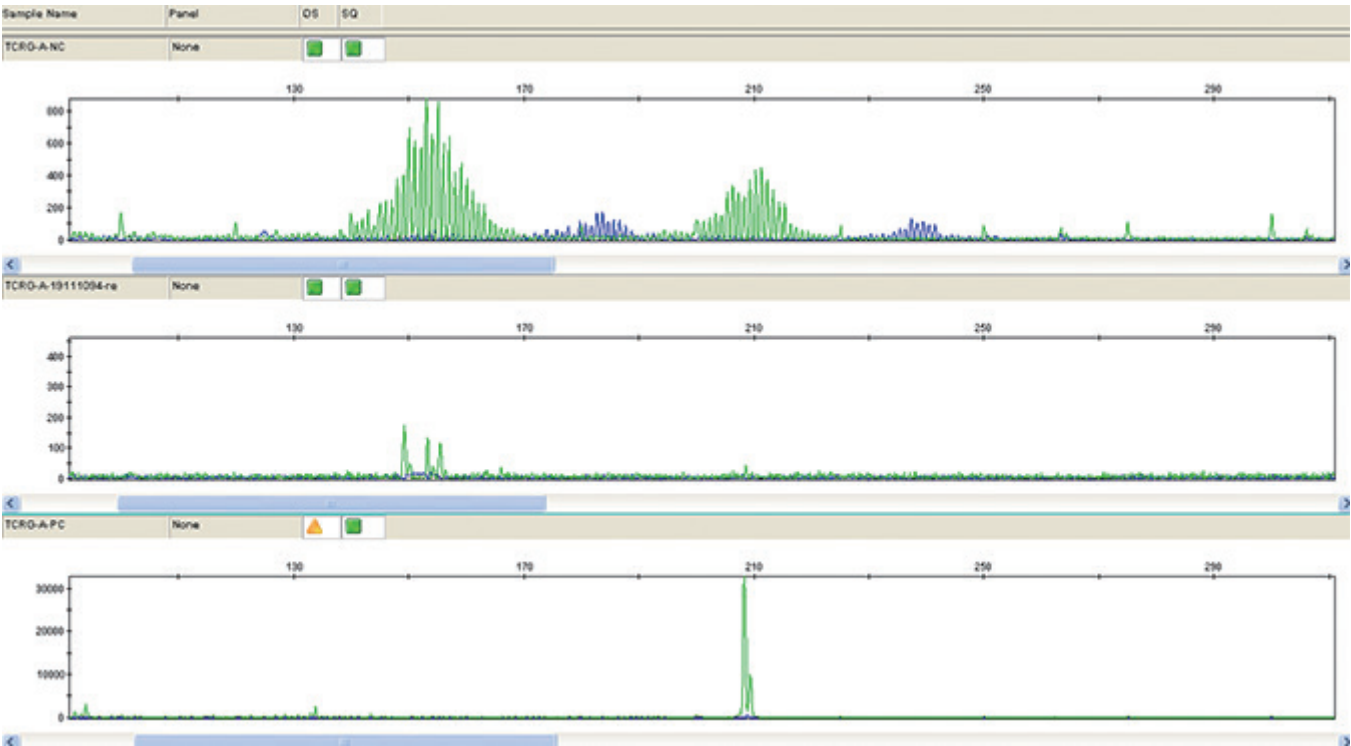 Sample Name Panel OS SQ
TCRG-A-NC None
130 170 210 250 290
800
600
400
200
0
TCRG-A-19111094-re None
130 170 210 250 290
400
300
200
100
0
TCRG-A-PC None
130 170 210 250 290
30000
20000
10000
0